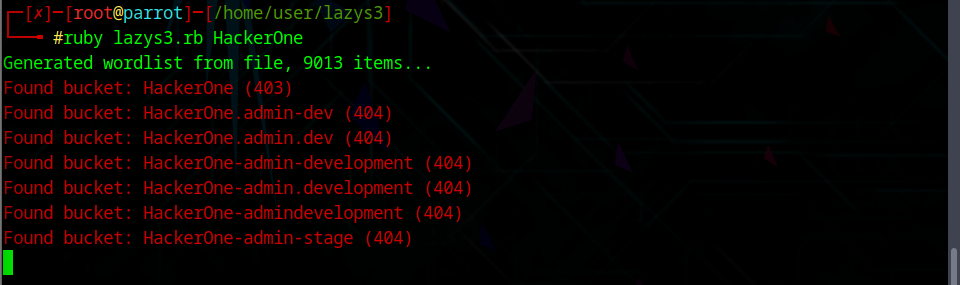 ┌─[✗]─[root@parrot]─[/home/user/lazys3]
└──╼ #ruby lazys3.rb HackerOne
Generated wordlist from file, 9013 items...
Found bucket: HackerOne (403)
Found bucket: HackerOne.admin-dev (404)
Found bucket: HackerOne.admin.dev (404)
Found bucket: HackerOne-admin-development (404)
Found bucket: HackerOne-admin.development (404)
Found bucket: HackerOne-admindevelopment (404)
Found bucket: HackerOne-admin-stage (404)